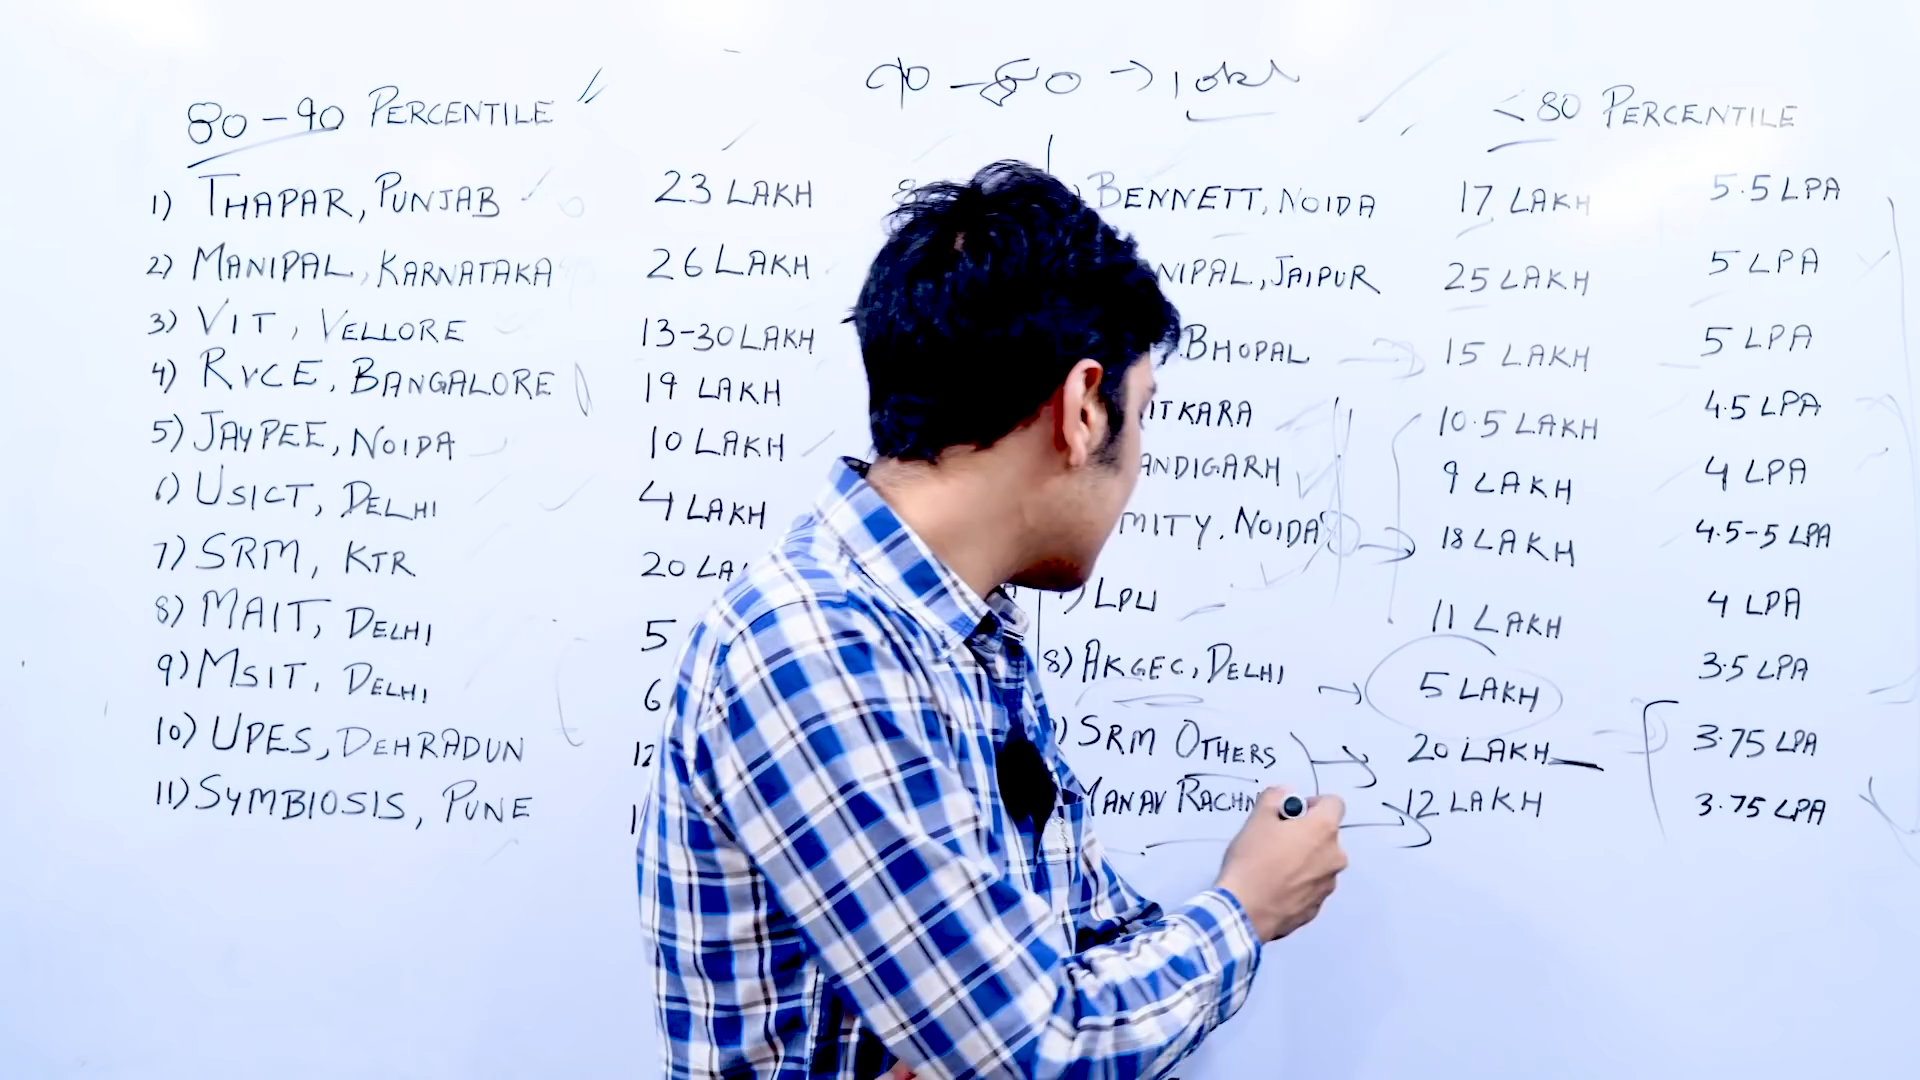 80-90 PERCENTILE
90-80 →
<80 PERCENTILE
1) THAPAR, PUNJAB 23 LAKH 8
2) MANIPAL, KARNATAKA 26 LAKH
3) VIT, VELLORE 13-30 LAKH
4) RVCE, BANGALORE 19 LAKH
5) JAYPEE, NOIDA 10 LAKH
6) USICT, DELHI 4 LAKH
7) SRM, KTR 20 LA
8) MAIT, DELHI 5
9) MSIT, DELHI 6
10) UPES, DEHRADUN 12
11) SYMBIOSIS, PUNE 1
) BENNETT, NOIDA 17 LAKH 5.5 LPA
NIPAL, JAIPUR 25 LAKH 5 LPA
, BHOPAL 15 LAKH 5 LPA
ITKARA 10.5 LAKH 4.5 LPA
ANDIGARH 9 LAKH 4 LPA
MITY, NOIDA 18 LAKH 4.5-5 LPA
) LPU 11 LAKH 4 LPA
8) AKGEC, DELHI → 5 LAKH 3.5 LPA
) SRM OTHERS → 20 LAKH 3.75 LPA
MANAV RACHN → 12 LAKH 3.75 LPA